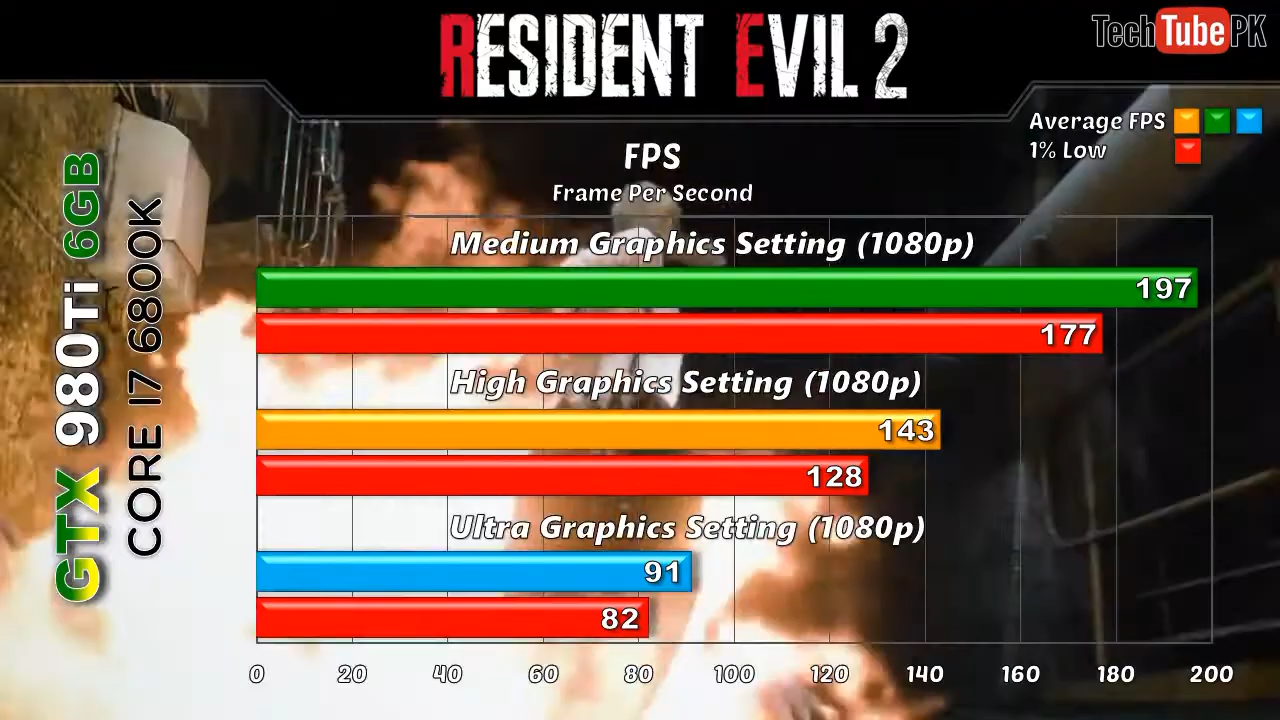 RESIDENT EVIL 2
TechTubePK
Average FPS
1% Low
FPS
Frame Per Second
GTX 980Ti 6GB
CORE I7 6800K
Medium Graphics Setting (1080p)
197
177
High Graphics Setting (1080p)
143
128
Ultra Graphics Setting (1080p)
91
82
0 20 40 60 80 100 120 140 160 180 200